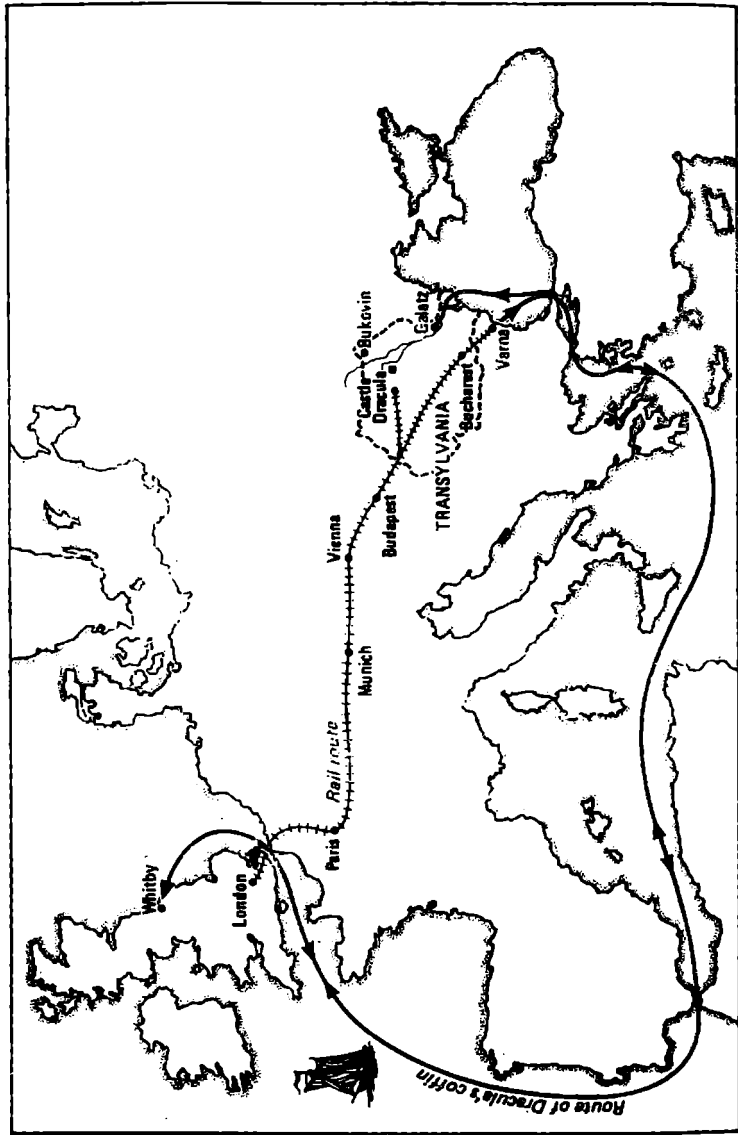 Whitby
London
Paris
Rail route
Munich
Vienna
Budapest
TRANSYLVANIA
Castle
Dracula
Bukovin
Galatz
Bucharest
Varna
Route of Dracula's coffin